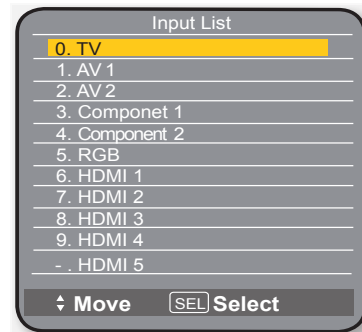 Input List
0. TV
1. AV 1
2. AV 2
3. Componet 1
4. Component 2
5. RGB
6. HDMI 1
7. HDMI 2
8. HDMI 3
9. HDMI 4
- . HDMI 5
Move SEL Select